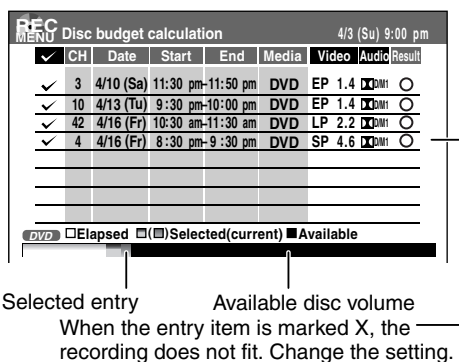 REC MENU Disc budget calculation 4/3 (Su) 9:00 pm
✓ CH Date Start End Media Video Audio Result
✓ 3 4/10 (Sa) 11:30 pm-11:50 pm DVD EP 1.4 D/M1 ○
✓ 10 4/13 (Tu) 9:30 pm-10:00 pm DVD EP 1.4 D/M1 ○
✓ 42 4/16 (Fr) 10:30 am-11:30 am DVD LP 2.2 D/M1 ○
✓ 4 4/16 (Fr) 8:30 pm-9:30 pm DVD SP 4.6 D/M1 ○
DVD □Elapsed ■(■)Selected(current) ■Available
Selected entry Available disc volume
When the entry item is marked X, the
recording does not fit. Change the setting.